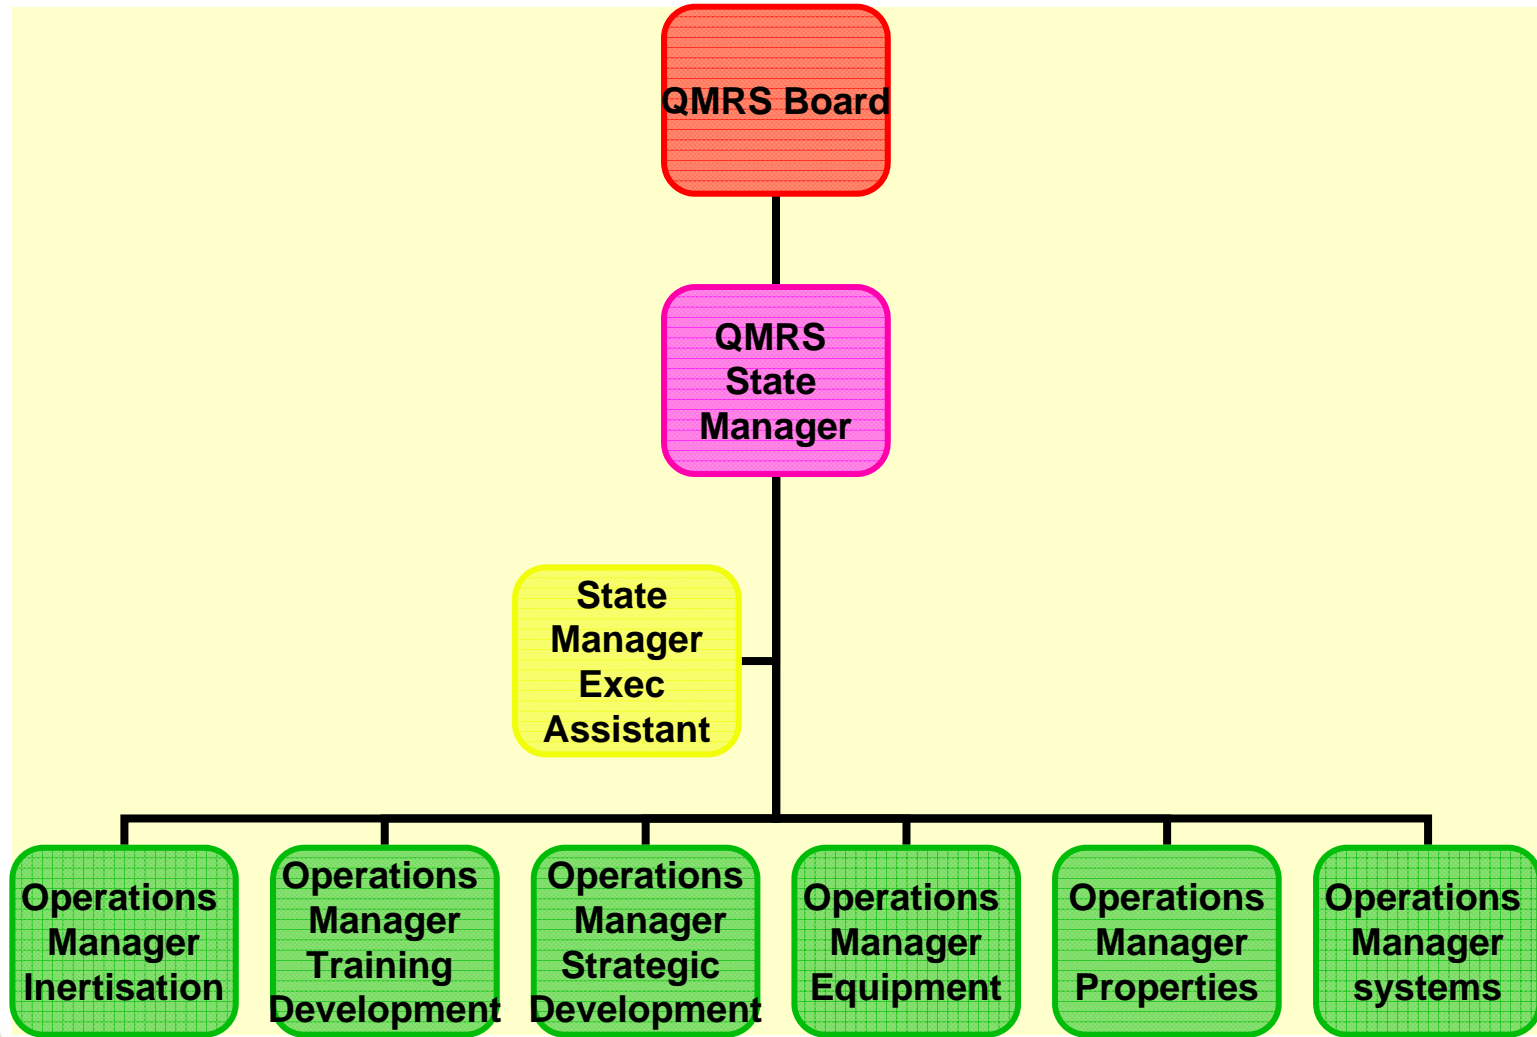 QMRS Board
QMRS
State
Manager
State
Manager
Exec
Assistant
Operations
Manager
Inertisation
Operations
Manager
Training
Development
Operations
Manager
Strategic
Development
Operations
Manager
Equipment
Operations
Manager
Properties
Operations
Manager
systems